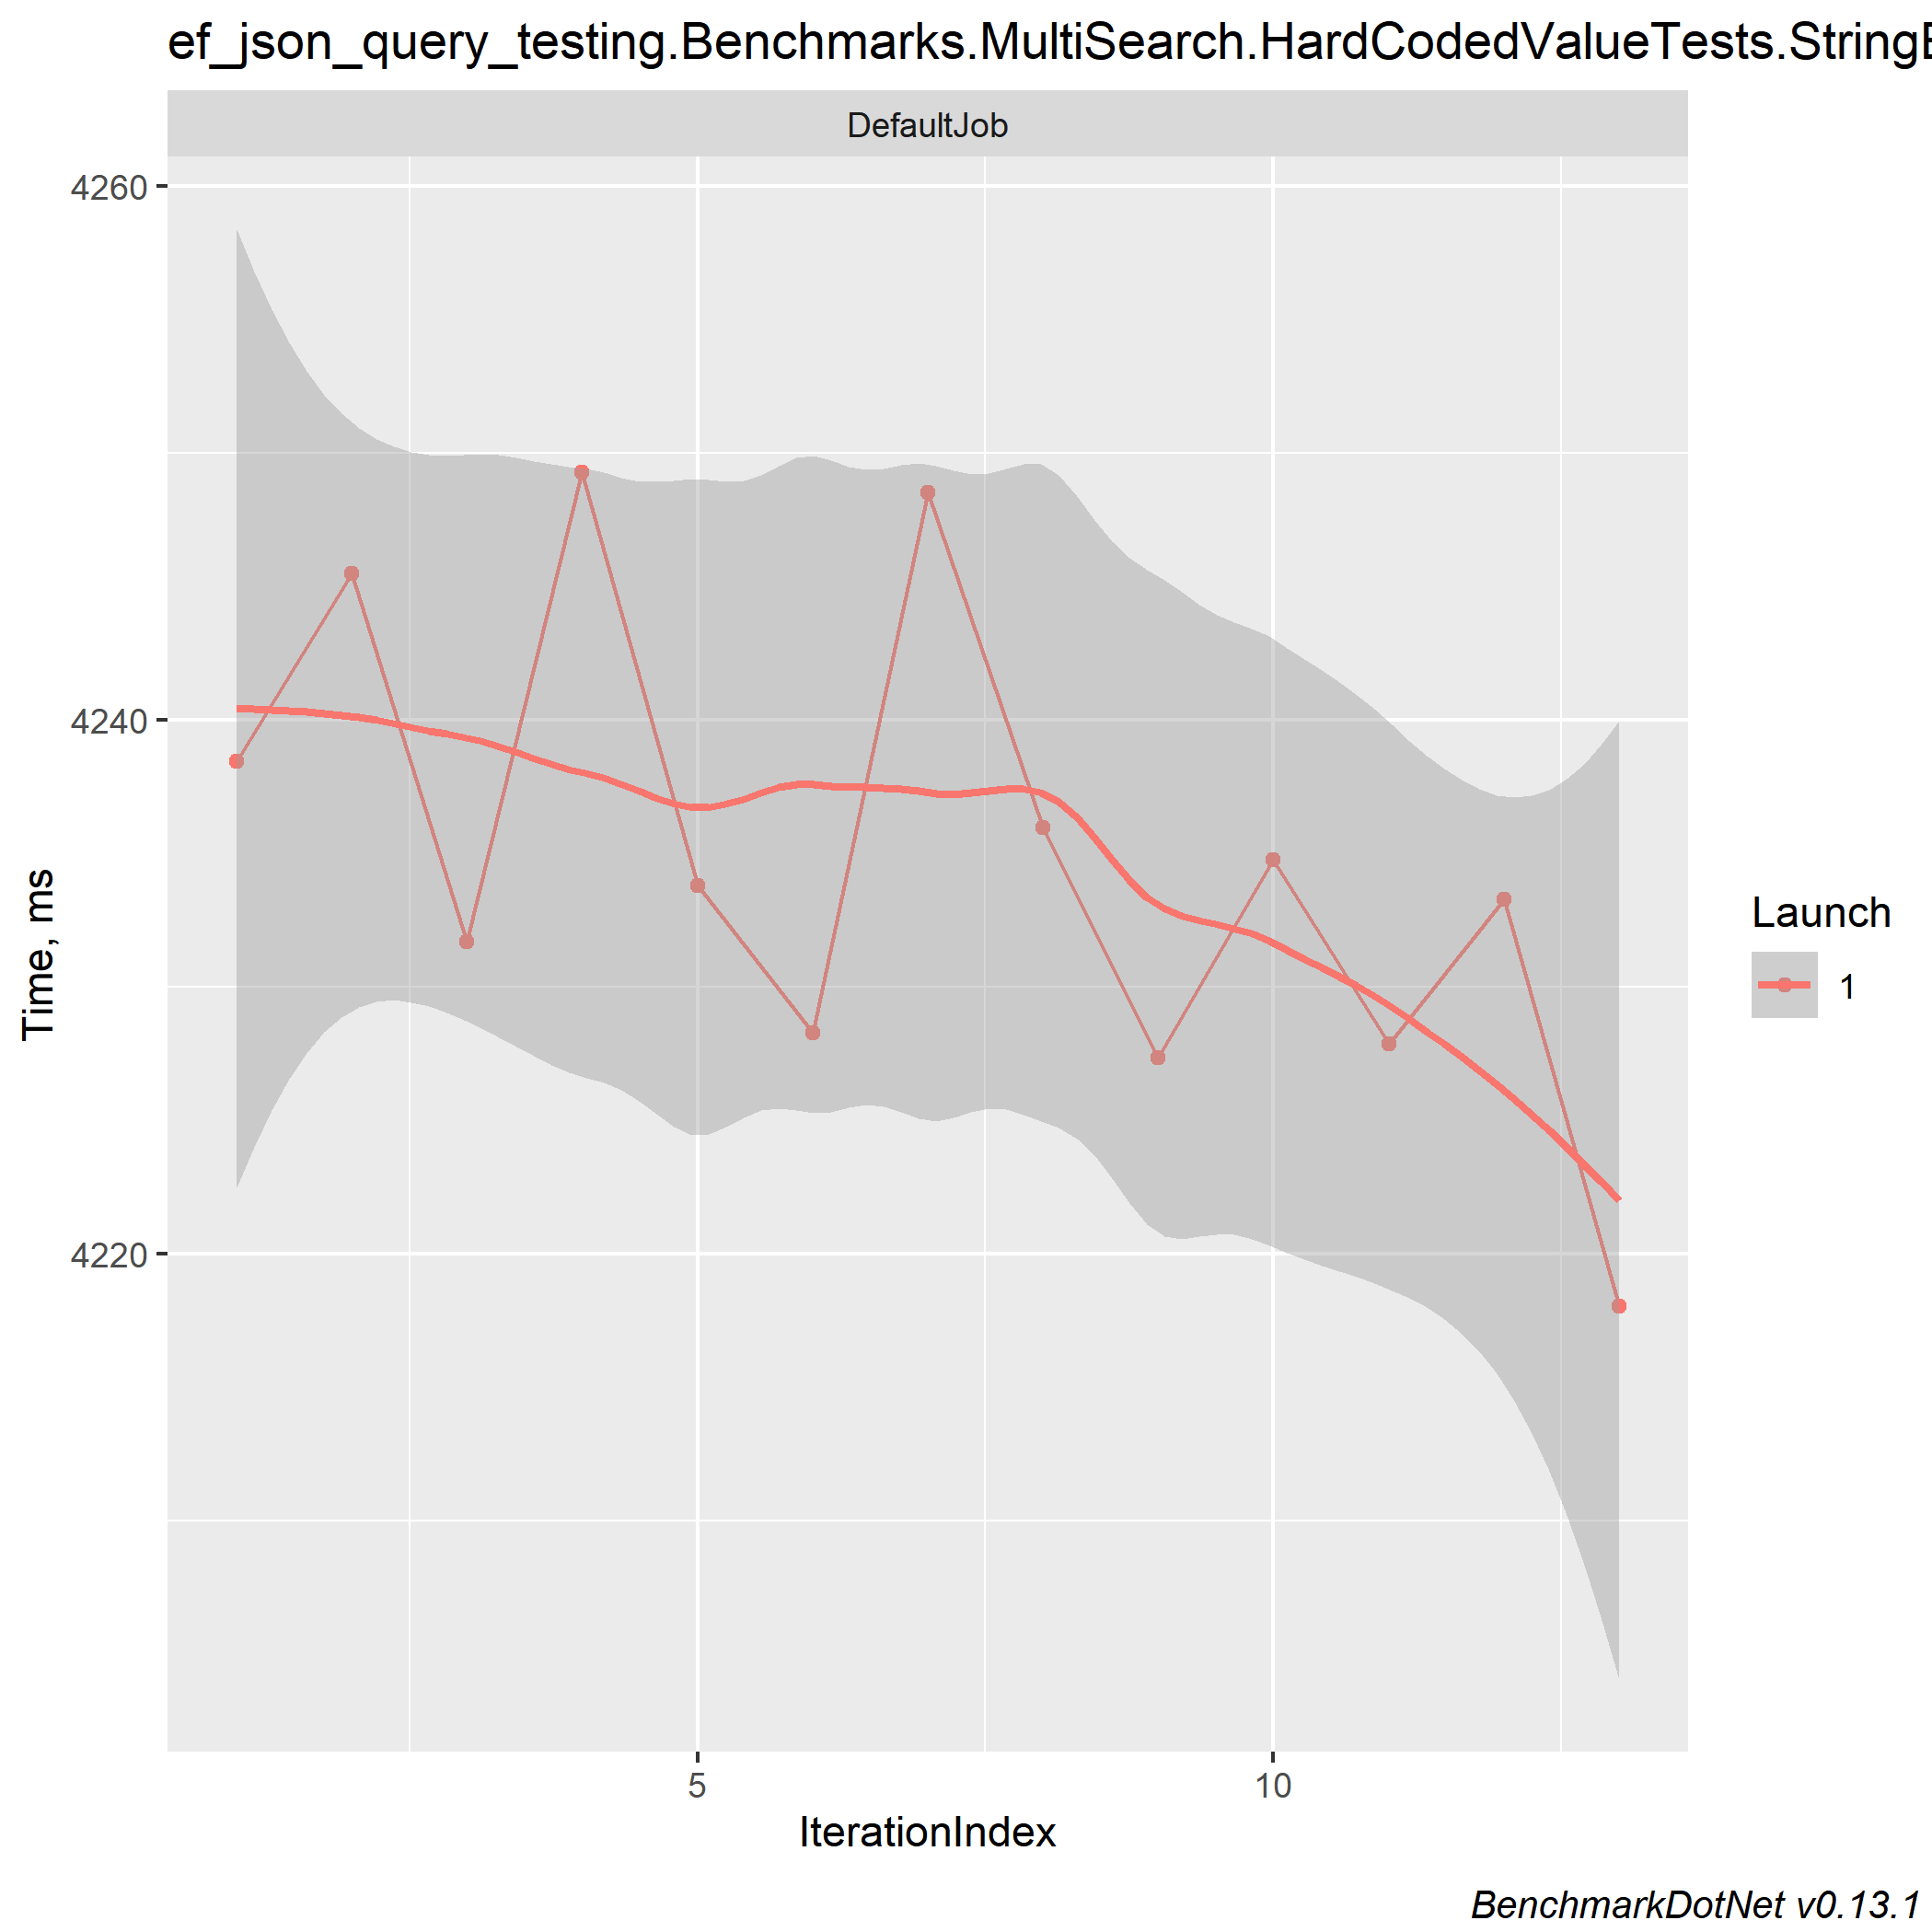 ef_json_query_testing.Benchmarks.MultiSearch.HardCodedValueTests.String
DefaultJob
4260
4240
4220
Time, ms
5
10
IterationIndex
Launch
1
BenchmarkDotNet v0.13.1